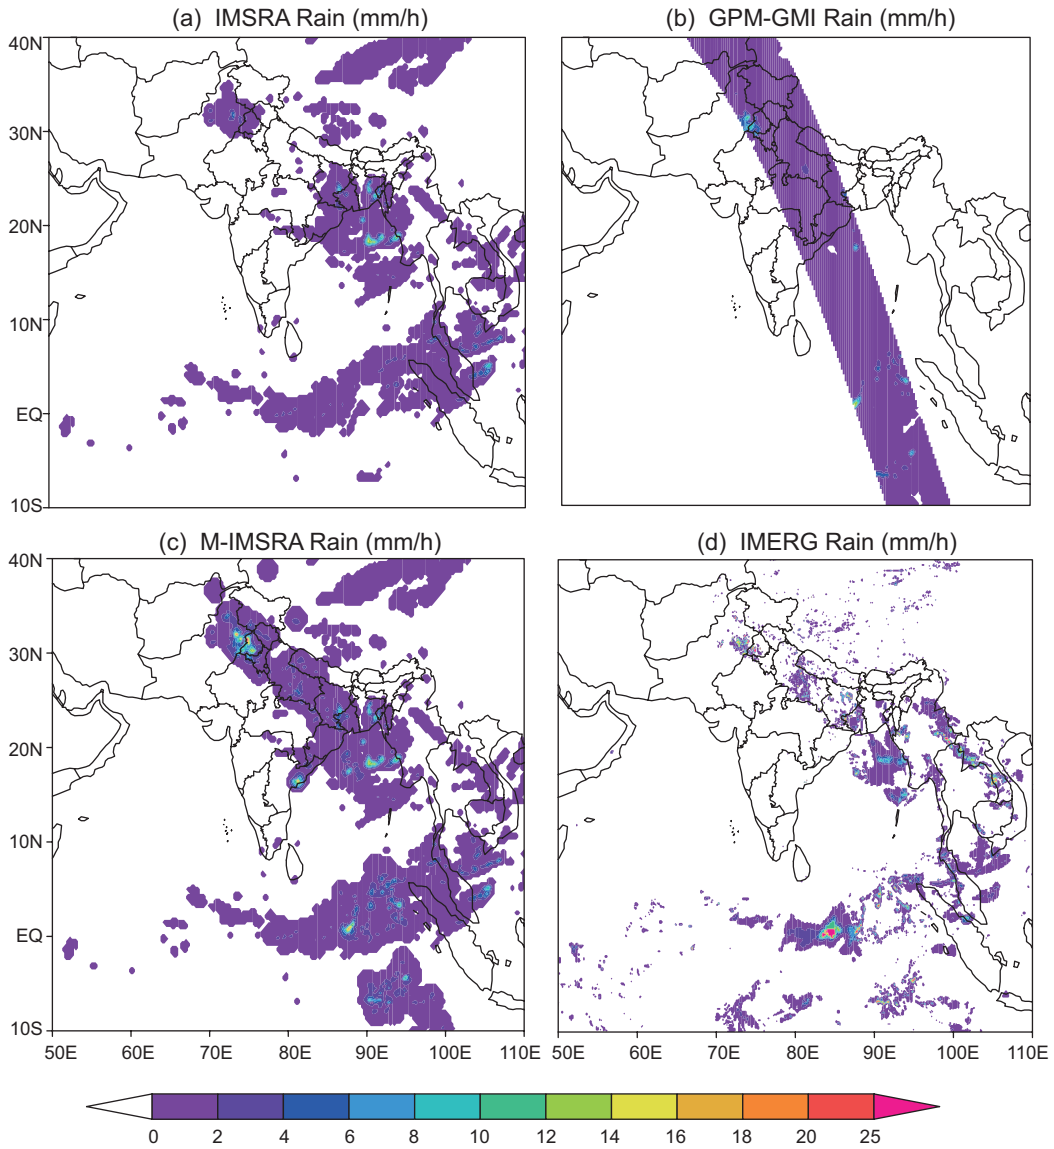 (a) IMSRA Rain (mm/h)
(b) GPM-GMI Rain (mm/h)
40N
30N
20N
10N
EQ
10S
(c) M-IMSRA Rain (mm/h)
(d) IMERG Rain (mm/h)
40N
30N
20N
10N
EQ
10S
50E 60E 70E 80E 90E 100E 110E
50E 60E 70E 80E 90E 100E 110E
0 2 4 6 8 10 12 14 16 18 20 25